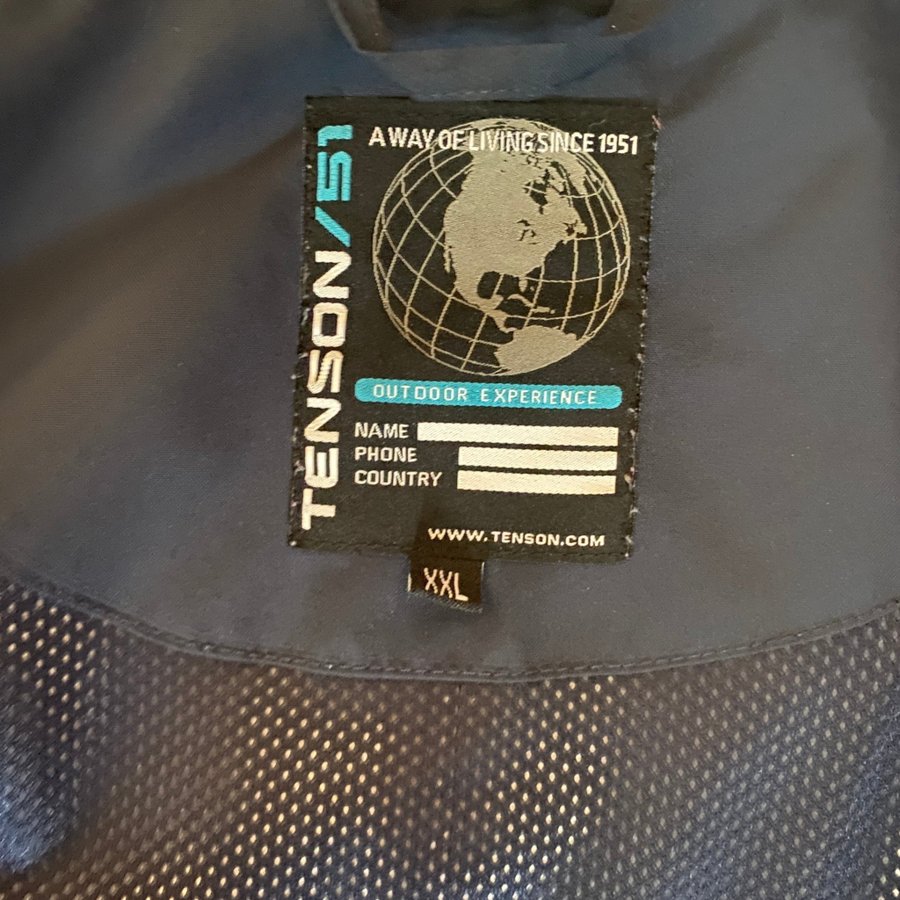 TENSON/51
A WAY OF LIVING SINCE 1951
OUTDOOR EXPERIENCE
NAME
PHONE
COUNTRY
WWW.TENSON.COM
XXL